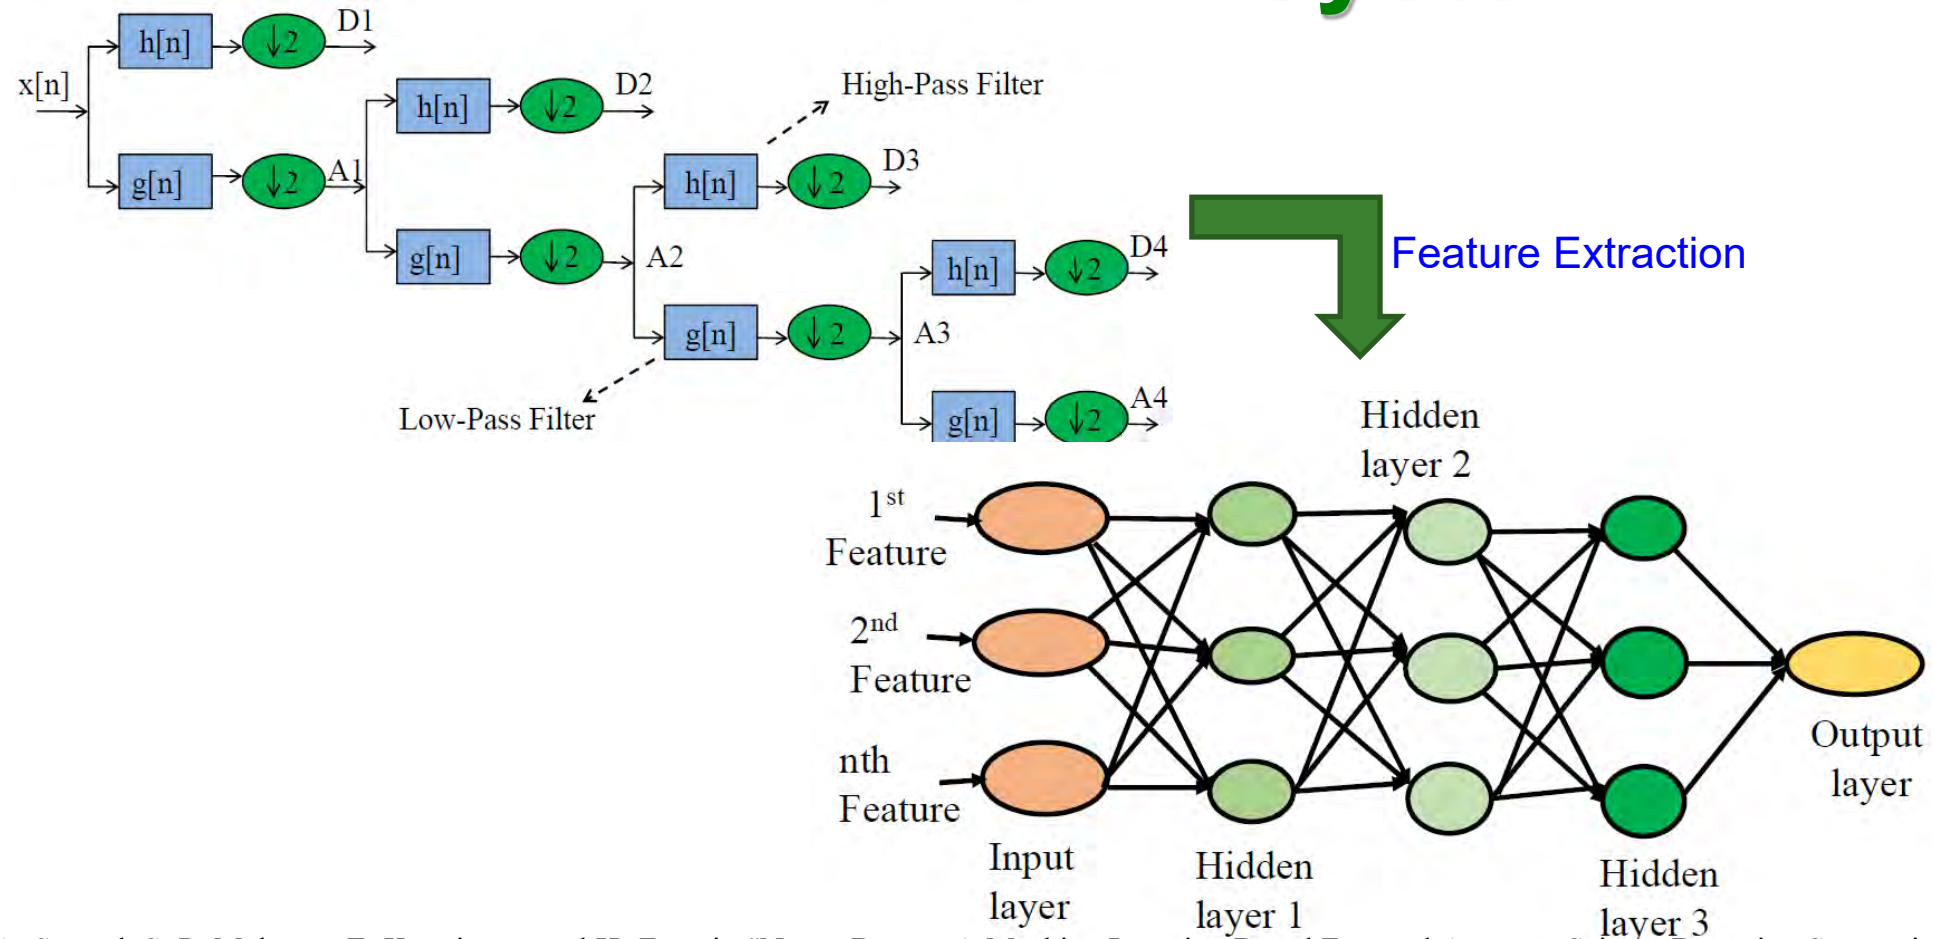 x[n]
h[n]
↓2
D1
g[n]
↓2
A1
h[n]
↓2
D2
g[n]
↓2
A2
High-Pass Filter
h[n]
↓2
D3
g[n]
↓2
A3
Low-Pass Filter
h[n]
↓2
D4
g[n]
↓2
A4
Feature Extraction
1st
Feature
2nd
Feature
nth
Feature
Input
layer
Hidden
layer 1
Hidden
layer 2
Hidden
layer 3
Output
layer